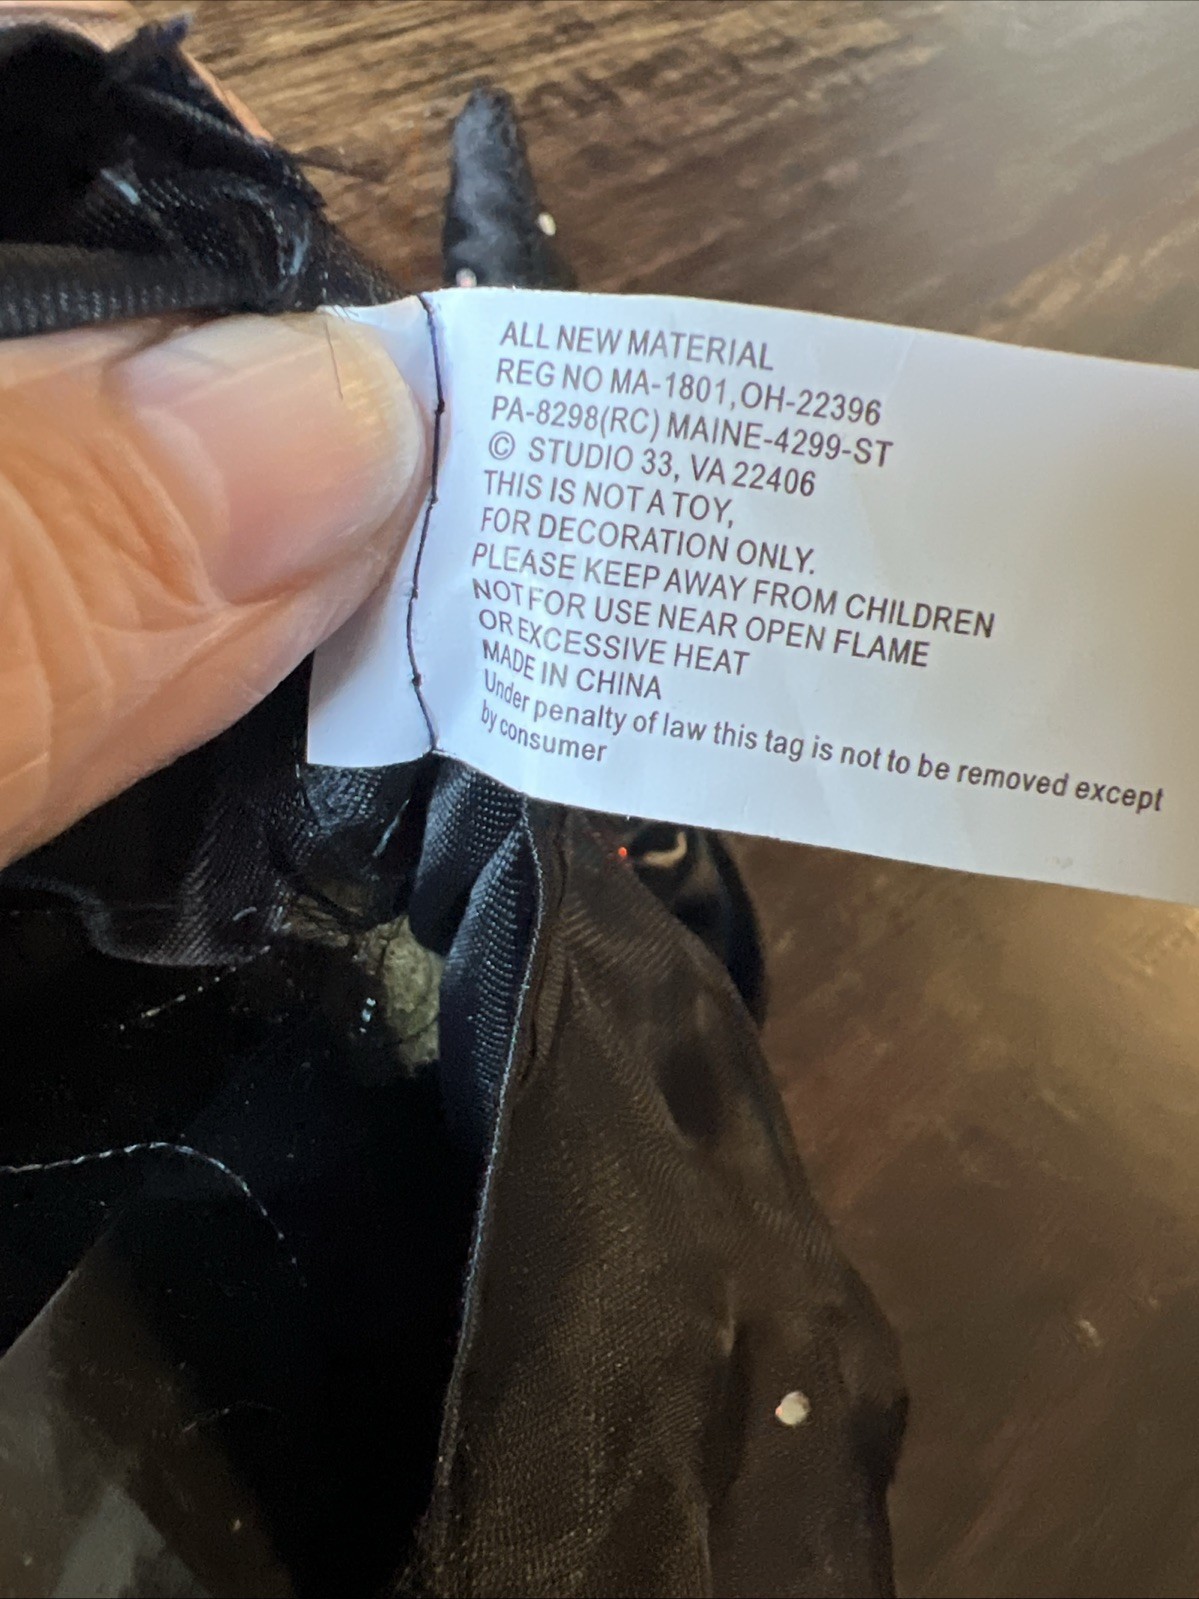 ALL NEW MATERIAL
REG NO MA-1801,OH-22396
PA-8298(RC) MAINE-4299-ST
© STUDIO 33, VA 22406
THIS IS NOT A TOY,
FOR DECORATION ONLY.
PLEASE KEEP AWAY FROM CHILDREN
NOT FOR USE NEAR OPEN FLAME
OR EXCESSIVE HEAT
MADE IN CHINA
Under penalty of law this tag is not to be removed except
by consumer